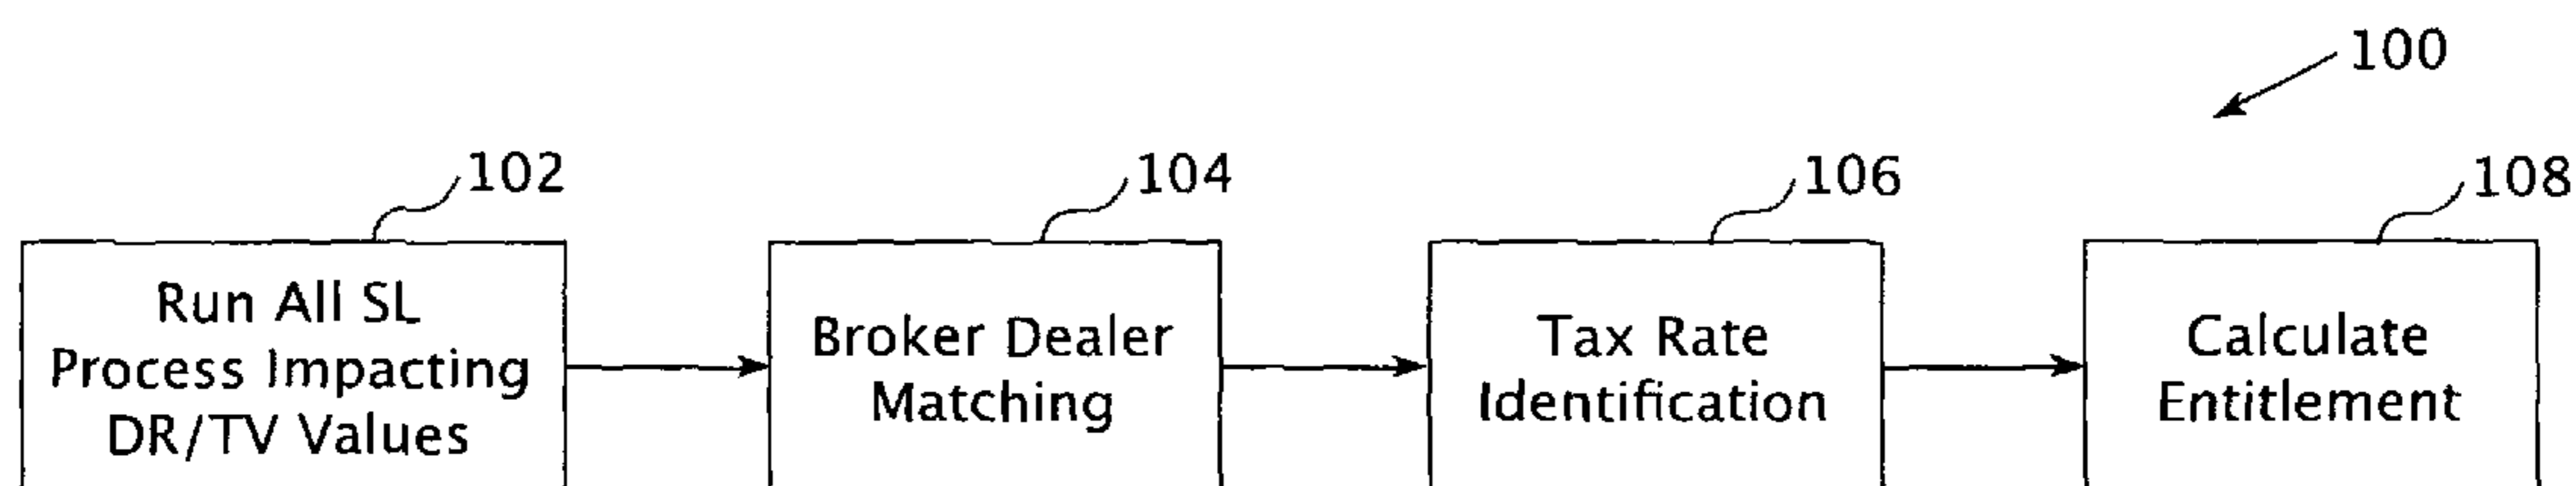 100
102
104
106
108
Run All SL
Process Impacting
DR/TV Values
Broker Dealer
Matching
Tax Rate
Identification
Calculate
Entitlement